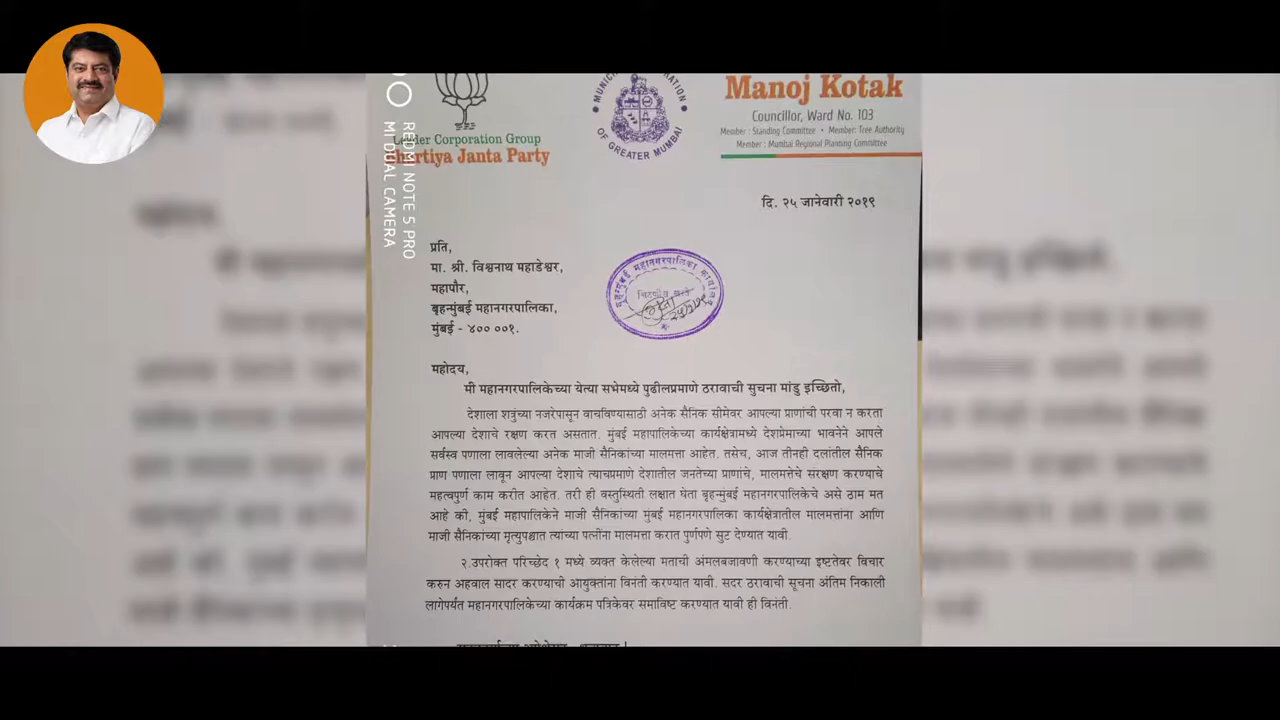 REDMI NOTE 5 PRO
MI DUAL CAMERA
Leader Corporation Group
Bhartiya Janta Party
MUNICIPAL CORPORATION
OF GREATER MUMBAI
Manoj Kotak
Councillor, Ward No. 103
Member : Standing Committee • Member: Tree Authority
Member : Mumbai Regional Planning Committee
दि. २५ जानेवारी २०१९
प्रति,
मा. श्री. विश्वनाथ महाडेश्वर,
महापौर,
बृहन्मुंबई महानगरपालिका,
मुंबई - ४०० ००१.
बृहन्मुंबई महानगरपालिका कार्यालय
महोदय,
मी महानगरपालिकेच्या येत्या सभेमध्ये पुढीलप्रमाणे ठरावाची सुचना मांडु इच्छितो,
देशाला शत्रुंच्या नजरेपासून वाचविण्यासाठी अनेक सैनिक सीमेवर आपल्या प्राणांची परवा न करता
आपल्या देशाचे रक्षण करत असतात. मुंबई महापालिकेच्या कार्यक्षेत्रामध्ये देशप्रेमाच्या भावनेने आपले
सर्वस्व पणाला लावलेल्या अनेक माजी सैनिकांच्या मालमत्ता आहेत. तसेच, आज तीनही दलांतील सैनिक
प्राण पणाला लावून आपल्या देशाचे त्याचप्रमाणे देशातील जनतेच्या प्राणांचे, मालमत्तेचे संरक्षण करण्याचे
महत्वपुर्ण काम करीत आहेत. तरी ही वस्तुस्थिती लक्षात घेता बृहन्मुंबई महानगरपालिकेचे असे ठाम मत
आहे की, मुंबई महापालिकेने माजी सैनिकांच्या मुंबई महानगरपालिका कार्यक्षेत्रातील मालमत्तांना आणि
माजी सैनिकांच्या मृत्युपश्चात त्यांच्या पत्नींना मालमत्ता करात पुर्णपणे सुट देण्यात यावी.
२.उपरोक्त परिच्छेद १ मध्ये व्यक्त केलेल्या मताची अंमलबजावणी करण्याच्या इष्टतेवर विचार
करुन अहवाल सादर करण्याची आयुक्तांना विनंती करण्यात यावी. सदर ठरावाची सूचना अंतिम निकाली
लागेपर्यंत महानगरपालिकेच्या कार्यक्रम पत्रिकेवर समाविष्ट करण्यात यावी ही विनंती.